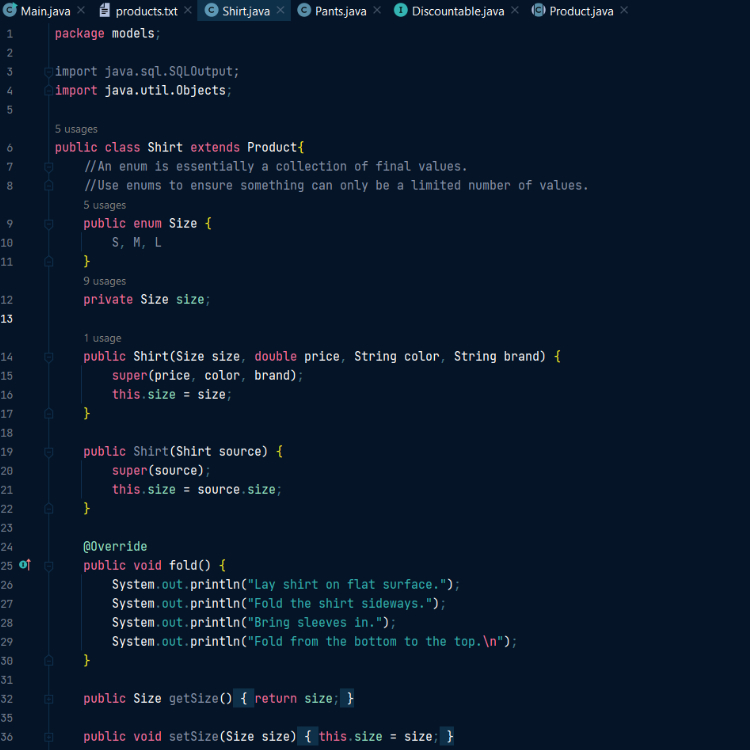 Main.java products.txt Shirt.java Pants.java Discountable.java Product.java
1 package models;
2
3 import java.sql.SQLOutput;
4 import java.util.Objects;
5
5 usages
6 public class Shirt extends Product{
7 //An enum is essentially a collection of final values.
8 //Use enums to ensure something can only be a limited number of values.
5 usages
9 public enum Size {
10 S, M, L
11 }
9 usages
12 private Size size;
13
1 usage
14 public Shirt(Size size, double price, String color, String brand) {
15 super(price, color, brand);
16 this.size = size;
17 }
18
19 public Shirt(Shirt source) {
20 super(source);
21 this.size = source.size;
22 }
23
24 @Override
25 public void fold() {
26 System.out.println("Lay shirt on flat surface.");
27 System.out.println("Fold the shirt sideways.");
28 System.out.println("Bring sleeves in.");
29 System.out.println("Fold from the bottom to the top.\n");
30 }
31
32 public Size getSize() { return size; }
35
36 public void setSize(Size size) { this.size = size; }